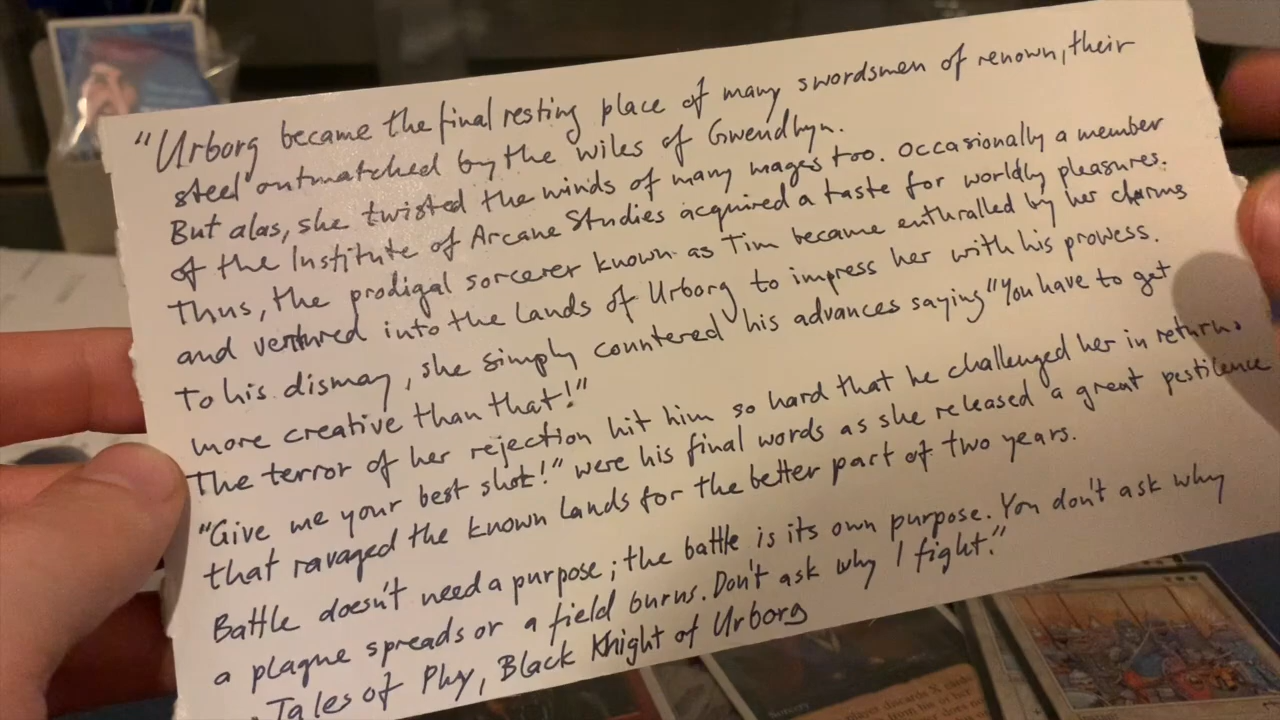 "Urborg became the final resting place of many swordsmen of renown, their
steel outmatched by the wiles of Gwendlyn.
But alas, she twisted the minds of many mages too. Occasionally a member
of the Institute of Arcane Studies acquired a taste for worldly pleasures.
Thus, the prodigal sorcerer known as Tim became enthralled by her charms
and ventured into the lands of Urborg to impress her with his prowess.
To his dismay, she simply countered his advances saying "You have to get
more creative than that!"
The terror of her rejection hit him so hard that he challenged her in return.
"Give me your best shot!" were his final words as she released a great pestilence
that ravaged the known lands for the better part of two years.
Battle doesn't need a purpose; the battle is its own purpose. You don't ask why
a plague spreads or a field burns. Don't ask why I fight."
Tales of Phy, Black Knight of Urborg
Sorcery